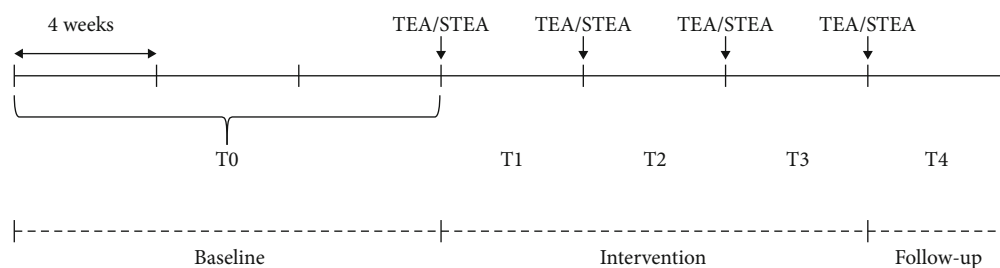 4 weeks TEA/STEA TEA/STEA TEA/STEA TEA/STEA
T0 T1 T2 T3 T4
Baseline Intervention Follow-up